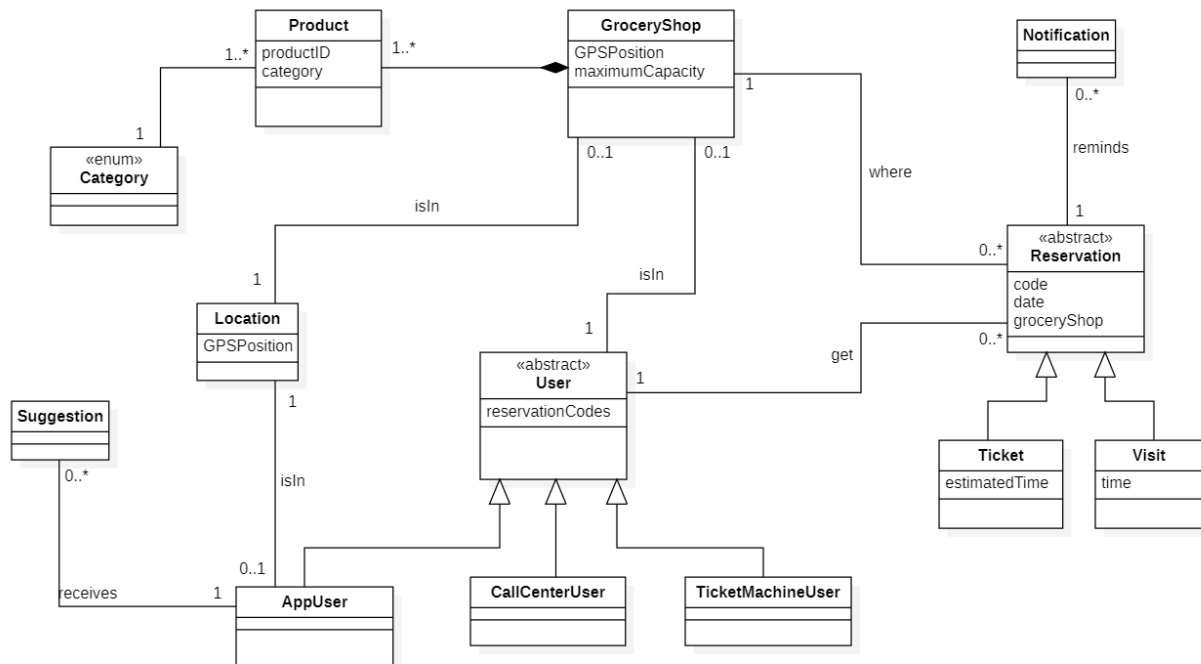 Product
productID
category
1..*
1..*
GroceryShop
GPSPosition
maximumCapacity
1
0..1
0..1
Notification
0..*
reminds
1
1
«enum»
Category
where
isIn
isIn
0..*
«abstract»
Reservation
code
date
groceryShop
0..*
1
Location
GPSPosition
1
1
«abstract»
User
reservationCodes
1
get
Suggestion
0..*
isIn
Ticket
estimatedTime
Visit
time
receives
0..1
1
AppUser
CallCenterUser
TicketMachineUser